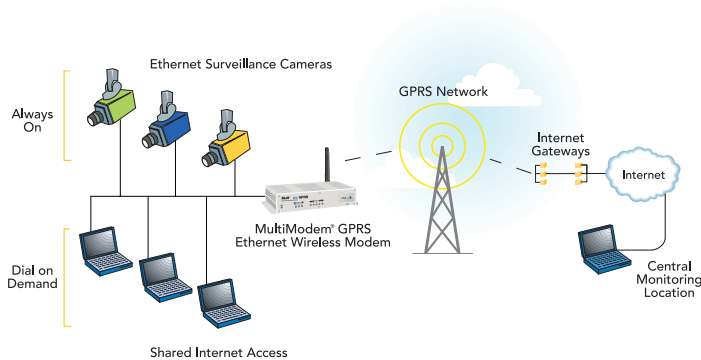 Ethernet Surveillance Cameras
Always
On
GPRS Network
Internet
Gateways
Internet
MultiModem® GPRS
Ethernet Wireless Modem
Dial on
Demand
Central
Monitoring
Location
Shared Internet Access